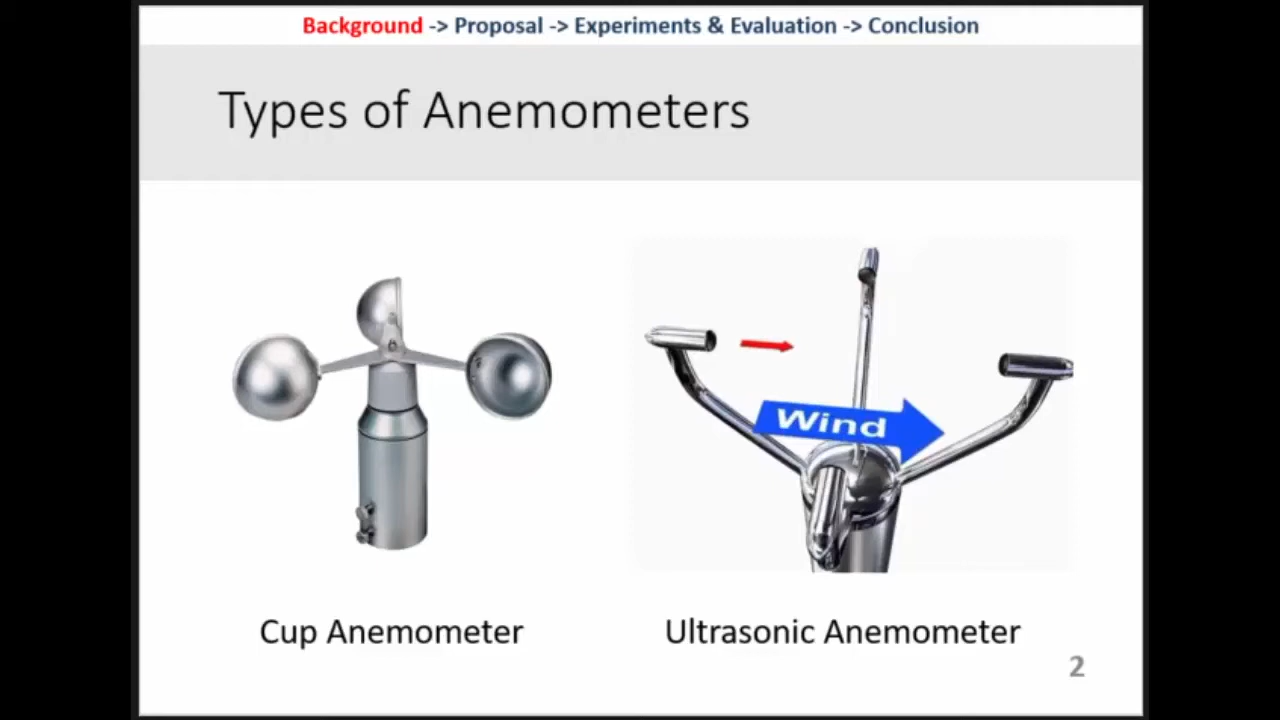 Background -> Proposal -> Experiments & Evaluation -> Conclusion
Types of Anemometers
Wind
Cup Anemometer
Ultrasonic Anemometer
2